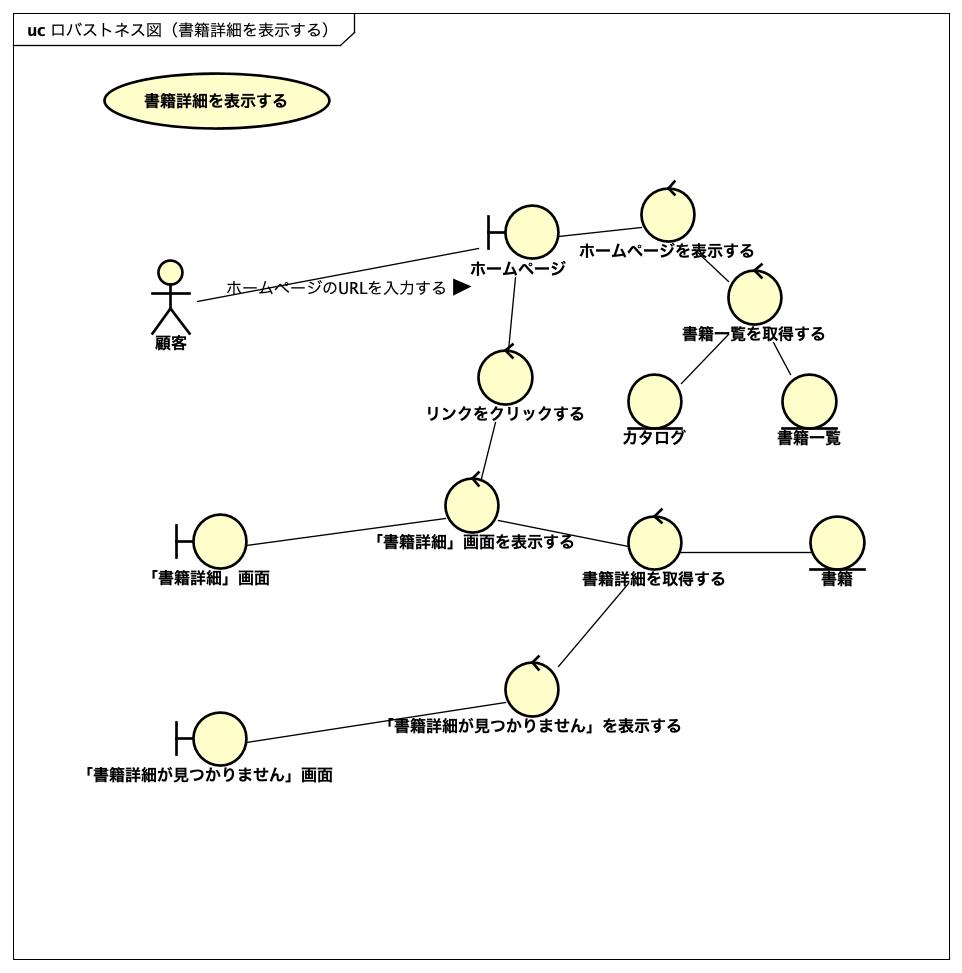 uc ロバストネス図（書籍詳細を表示する）
書籍詳細を表示する
ホームページを表示する
ホームページ
ホームページのURLを入力する
顧客
書籍一覧を取得する
リンクをクリックする
カタログ
書籍一覧
「書籍詳細」画面を表示する
「書籍詳細」画面
書籍詳細を取得する
書籍
「書籍詳細が見つかりません」を表示する
「書籍詳細が見つかりません」画面